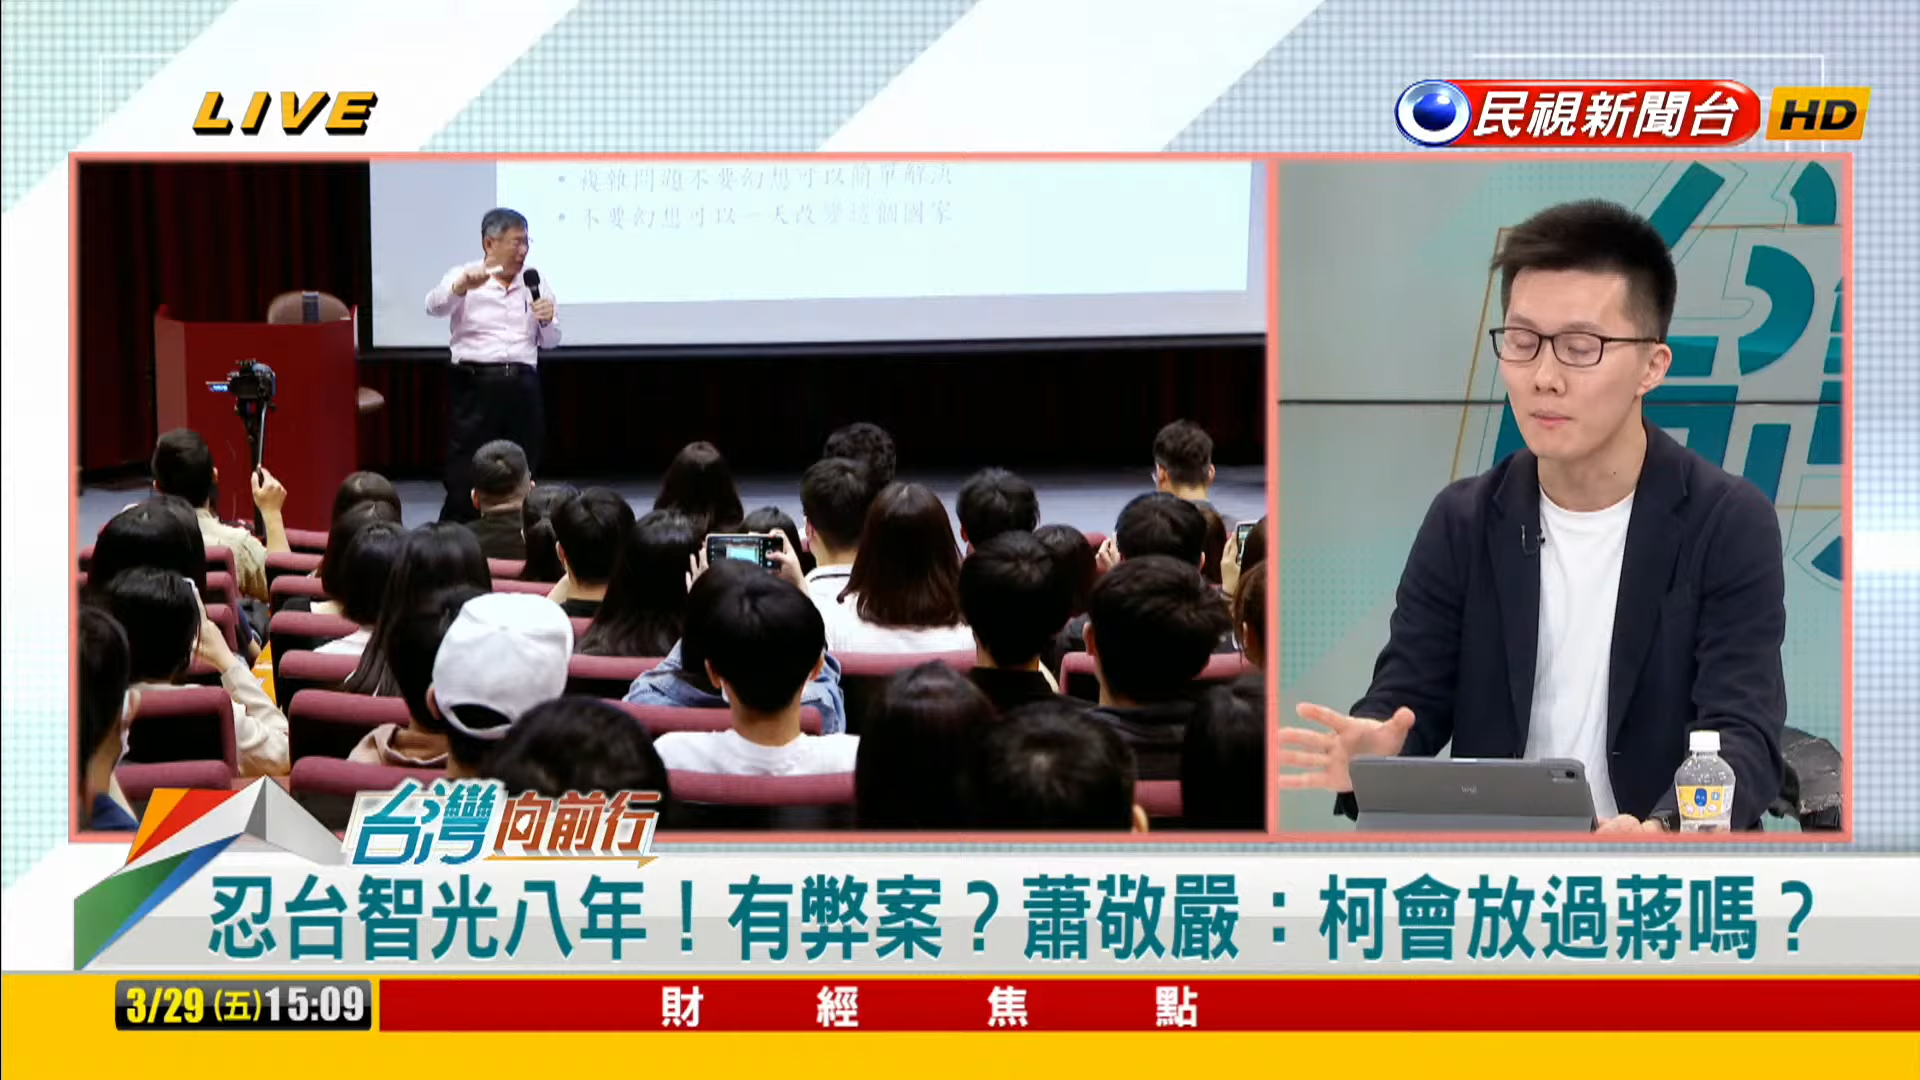 LIVE
民視新聞台 HD
• 複雜問題不要幻想可以簡單解決
• 不要幻想可以一天改變這個國家
台灣向前行
忍台智光八年！有弊案？蕭敬嚴：柯會放過蔣嗎？
3/29(五)15:09
財經焦點